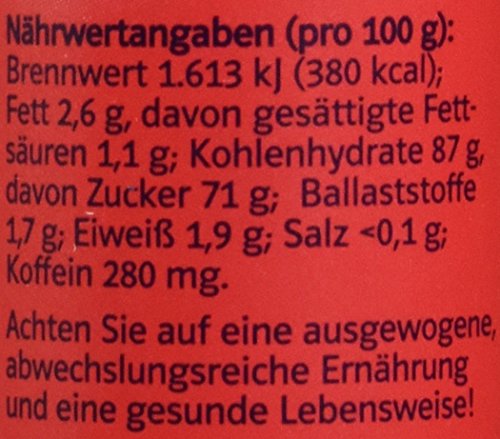 Nährwertangaben (pro 100 g):
Brennwert 1.613 kJ (380 kcal);
Fett 2,6 g, davon gesättigte Fett-
säuren 1,1 g; Kohlenhydrate 87 g,
davon Zucker 71 g; Ballaststoffe
1,7 g; Eiweiß 1,9 g; Salz <0,1 g;
Koffein 280 mg.
Achten Sie auf eine ausgewogene,
abwechslungsreiche Ernährung
und eine gesunde Lebensweise!